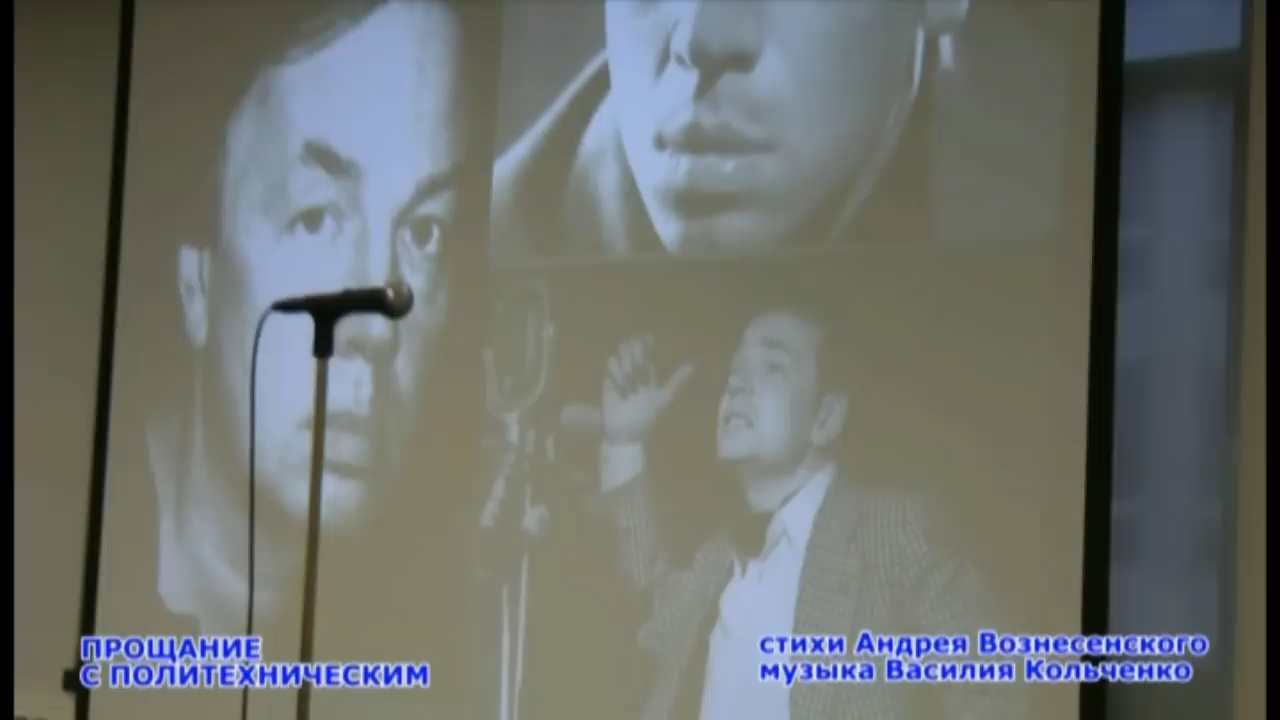 ПРОЩАНИЕ
С ПОЛИТЕХНИЧЕСКИМ
стихи Андрея Вознесенского
музыка Василия Кольченко